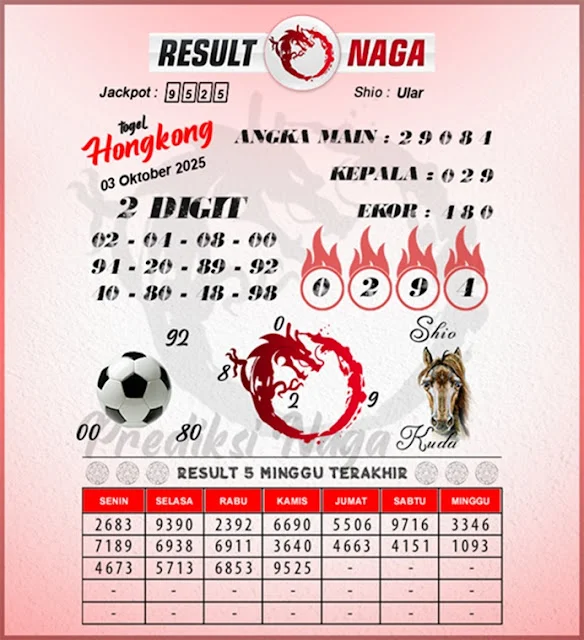 RESULT NAGA
Jackpot : 9525
Shio : Ular
Togel
Hongkong
03 Oktober 2025
ANGKA MAIN : 2 9 0 8 4
KEPALA : 0 2 9
EKOR : 4 8 0
2 DIGIT
02 - 04 - 08 - 00
94 - 20 - 89 - 92
40 - 80 - 48 - 98
0 2 9 4
92
00
80
0
8
2
9
Shio
Kuda
Prediksi Naga
RESULT 5 MINGGU TERAKHIR
SENIN SELASA RABU KAMIS JUMAT SABTU MINGGU
2683 9390 2392 6690 5506 9716 3346
7189 6938 6911 3640 4663 4151 1093
4673 5713 6853 9525 - - -
- - - - - - -
- - - - - - -